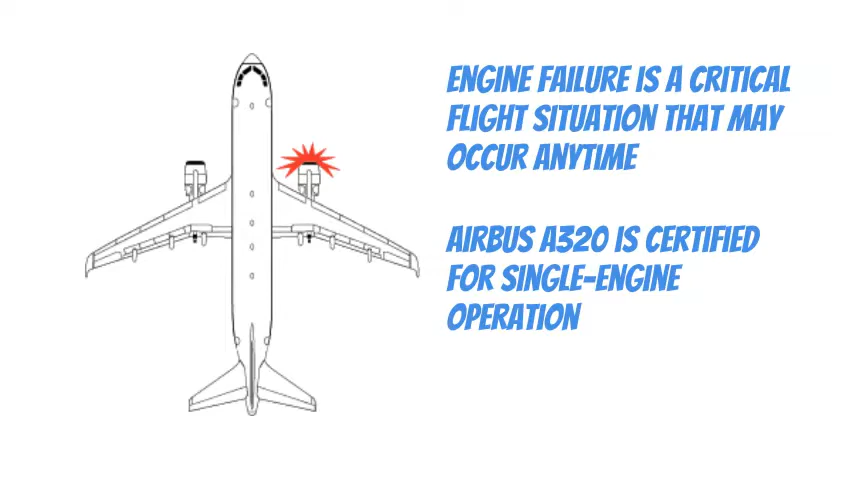 ENGINE FAILURE IS A CRITICAL
FLIGHT SITUATION THAT MAY
OCCUR ANYTIME
AIRBUS A320 IS CERTIFIED
FOR SINGLE-ENGINE
OPERATION